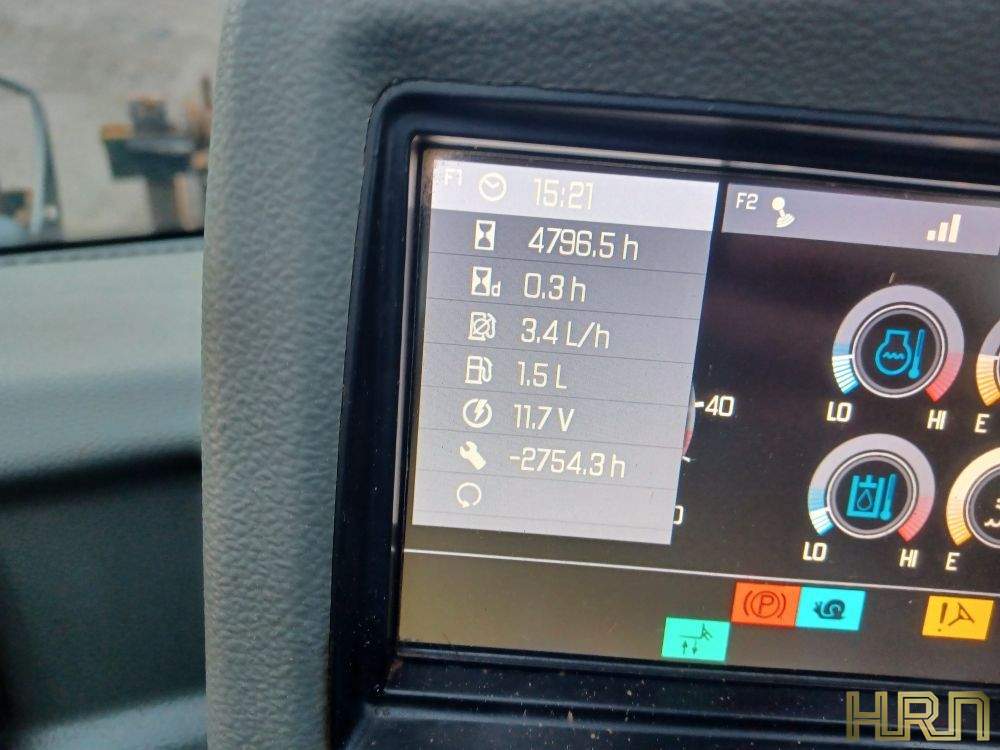 F1 15:21
4796.5 h
d 0.3 h
3.4 L/h
1.5 L
11.7 V
-2754.3 h
F2
-40
LO HI E
LO HI E
(P)
!
HRN